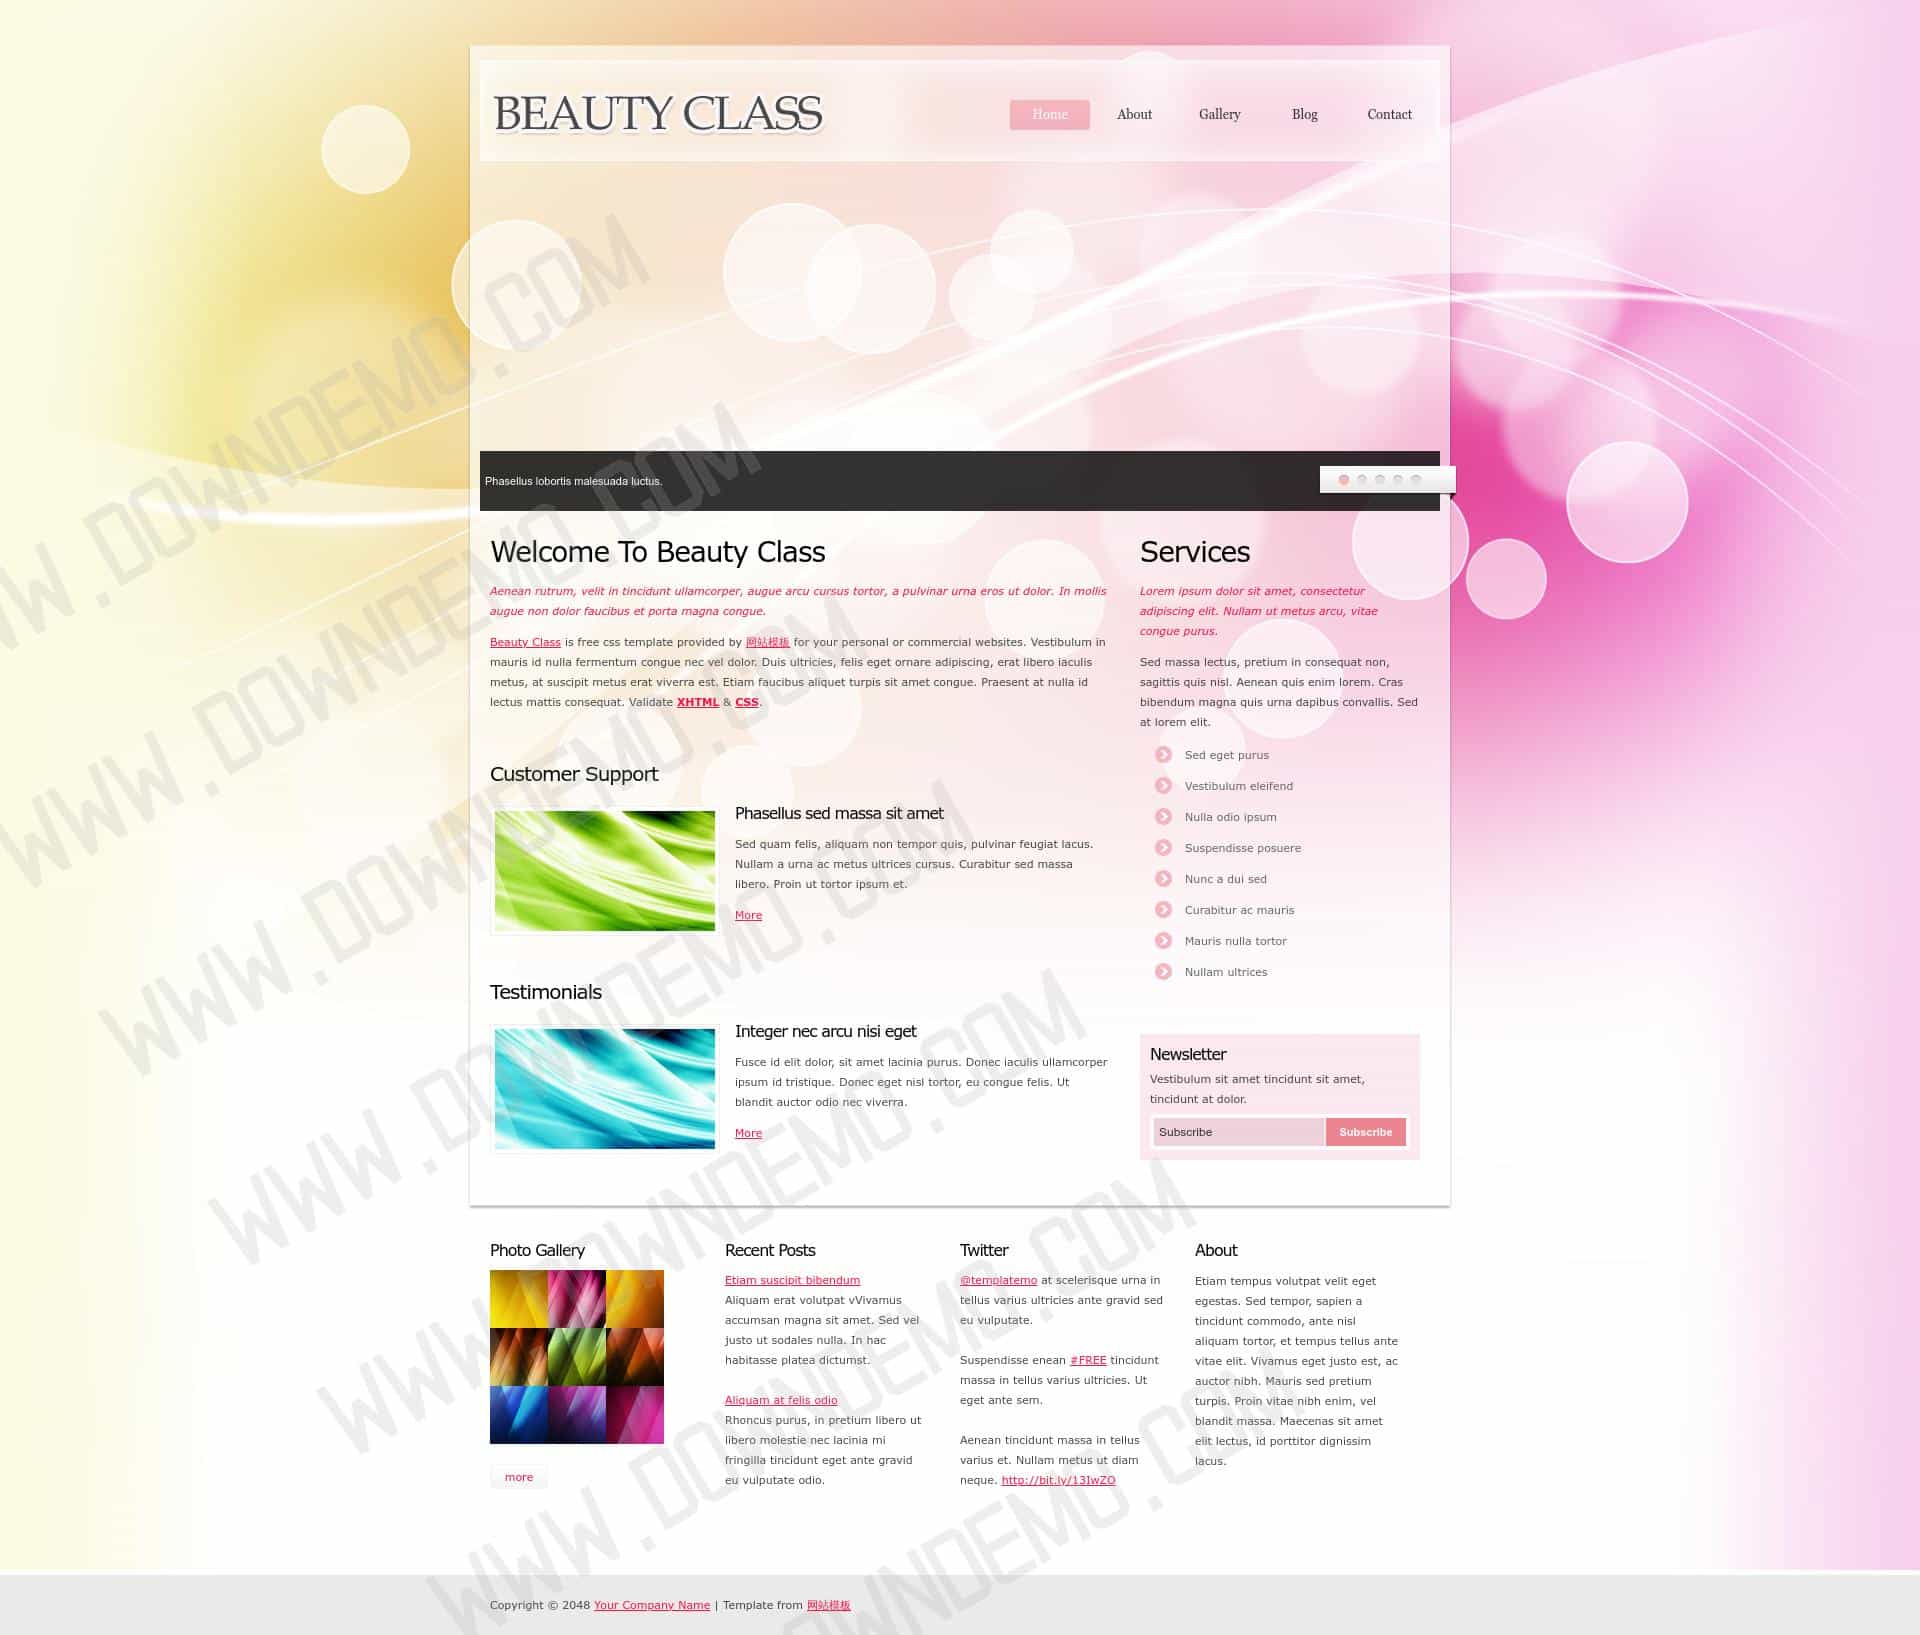 BEAUTY CLASS
Home About Gallery Blog Contact
Phasellus lobortis malesuada luctus.
Welcome To Beauty Class
Aenean rutrum, velit in tincidunt ullamcorper, augue arcu cursus tortor, a pulvinar urna eros ut dolor. In mollis
augue non dolor faucibus et porta magna congue.
Beauty Class is free css template provided by 网站模板 for your personal or commercial websites. Vestibulum in
mauris id nulla fermentum congue nec vel dolor. Duis ultricies, felis eget ornare adipiscing, erat libero iaculis
metus, at suscipit metus erat viverra est. Etiam faucibus aliquet turpis sit amet congue. Praesent at nulla id
lectus mattis consequat. Validate XHTML & CSS.
Customer Support
Phasellus sed massa sit amet
Sed quam felis, aliquam non tempor quis, pulvinar feugiat lacus.
Nullam a urna ac metus ultrices cursus. Curabitur sed massa
libero. Proin ut tortor ipsum et.
More
Testimonials
Integer nec arcu nisi eget
Fusce id elit dolor, sit amet lacinia purus. Donec iaculis ullamcorper
ipsum id tristique. Donec eget nisl tortor, eu congue felis. Ut
blandit auctor odio nec viverra.
More
Services
Lorem ipsum dolor sit amet, consectetur
adipiscing elit. Nullam ut metus arcu, vitae
congue purus.
Sed massa lectus, pretium in consequat non,
sagittis quis nisl. Aenean quis enim lorem. Cras
bibendum magna quis urna dapibus convallis. Sed
at lorem elit.
Sed eget purus
Vestibulum eleifend
Nulla odio ipsum
Suspendisse posuere
Nunc a dui sed
Curabitur ac mauris
Mauris nulla tortor
Nullam ultrices
Newsletter
Vestibulum sit amet tincidunt sit amet,
tincidunt at dolor.
Subscribe Subscribe
Photo Gallery
more
Recent Posts
Etiam suscipit bibendum
Aliquam erat volutpat vVivamus
accumsan magna sit amet. Sed vel
justo ut sodales nulla. In hac
habitasse platea dictumst.
Aliquam at felis odio
Rhoncus purus, in pretium libero ut
libero molestie nec lacinia mi
fringilla tincidunt eget ante gravid
eu vulputate odio.
Twitter
@templatemo at scelerisque urna in
tellus varius ultricies ante gravid sed
eu vulputate.
Suspendisse enean #FREE tincidunt
massa in tellus varius ultricies. Ut
eget ante sem.
Aenean tincidunt massa in tellus
varius et. Nullam metus ut diam
neque. http://bit.ly/13IwZO
About
Etiam tempus volutpat velit eget
egestas. Sed tempor, sapien a
tincidunt commodo, ante nisl
aliquam tortor, et tempus tellus ante
vitae elit. Vivamus eget justo est, ac
auctor nibh. Mauris sed pretium
turpis. Proin vitae nibh enim, vel
blandit massa. Maecenas sit amet
elit lectus, id porttitor dignissim
lacus.
Copyright © 2048 Your Company Name | Template from 网站模板
WWW.DOWNDEMO.COM
WWW.DOWNDEMO.COM
WWW.DOWNDEMO.COM
WWW.DOWNDEMO.COM
WWW.DOWNDEMO.COM
WWW.DOWNDEMO.COM
OWNDEMO.COM